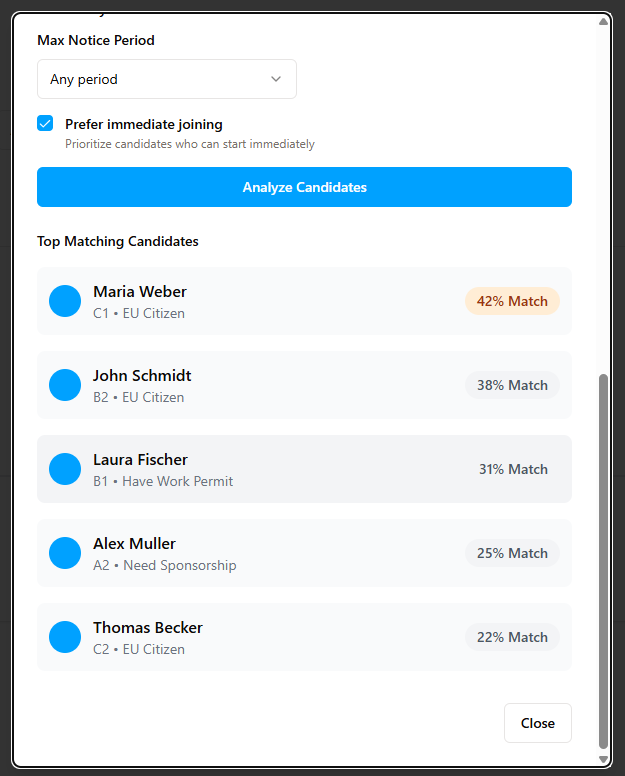 Max Notice Period
Any period
Prefer immediate joining
Prioritize candidates who can start immediately
Analyze Candidates
Top Matching Candidates
Maria Weber
C1 • EU Citizen
42% Match
John Schmidt
B2 • EU Citizen
38% Match
Laura Fischer
B1 • Have Work Permit
31% Match
Alex Muller
A2 • Need Sponsorship
25% Match
Thomas Becker
C2 • EU Citizen
22% Match
Close